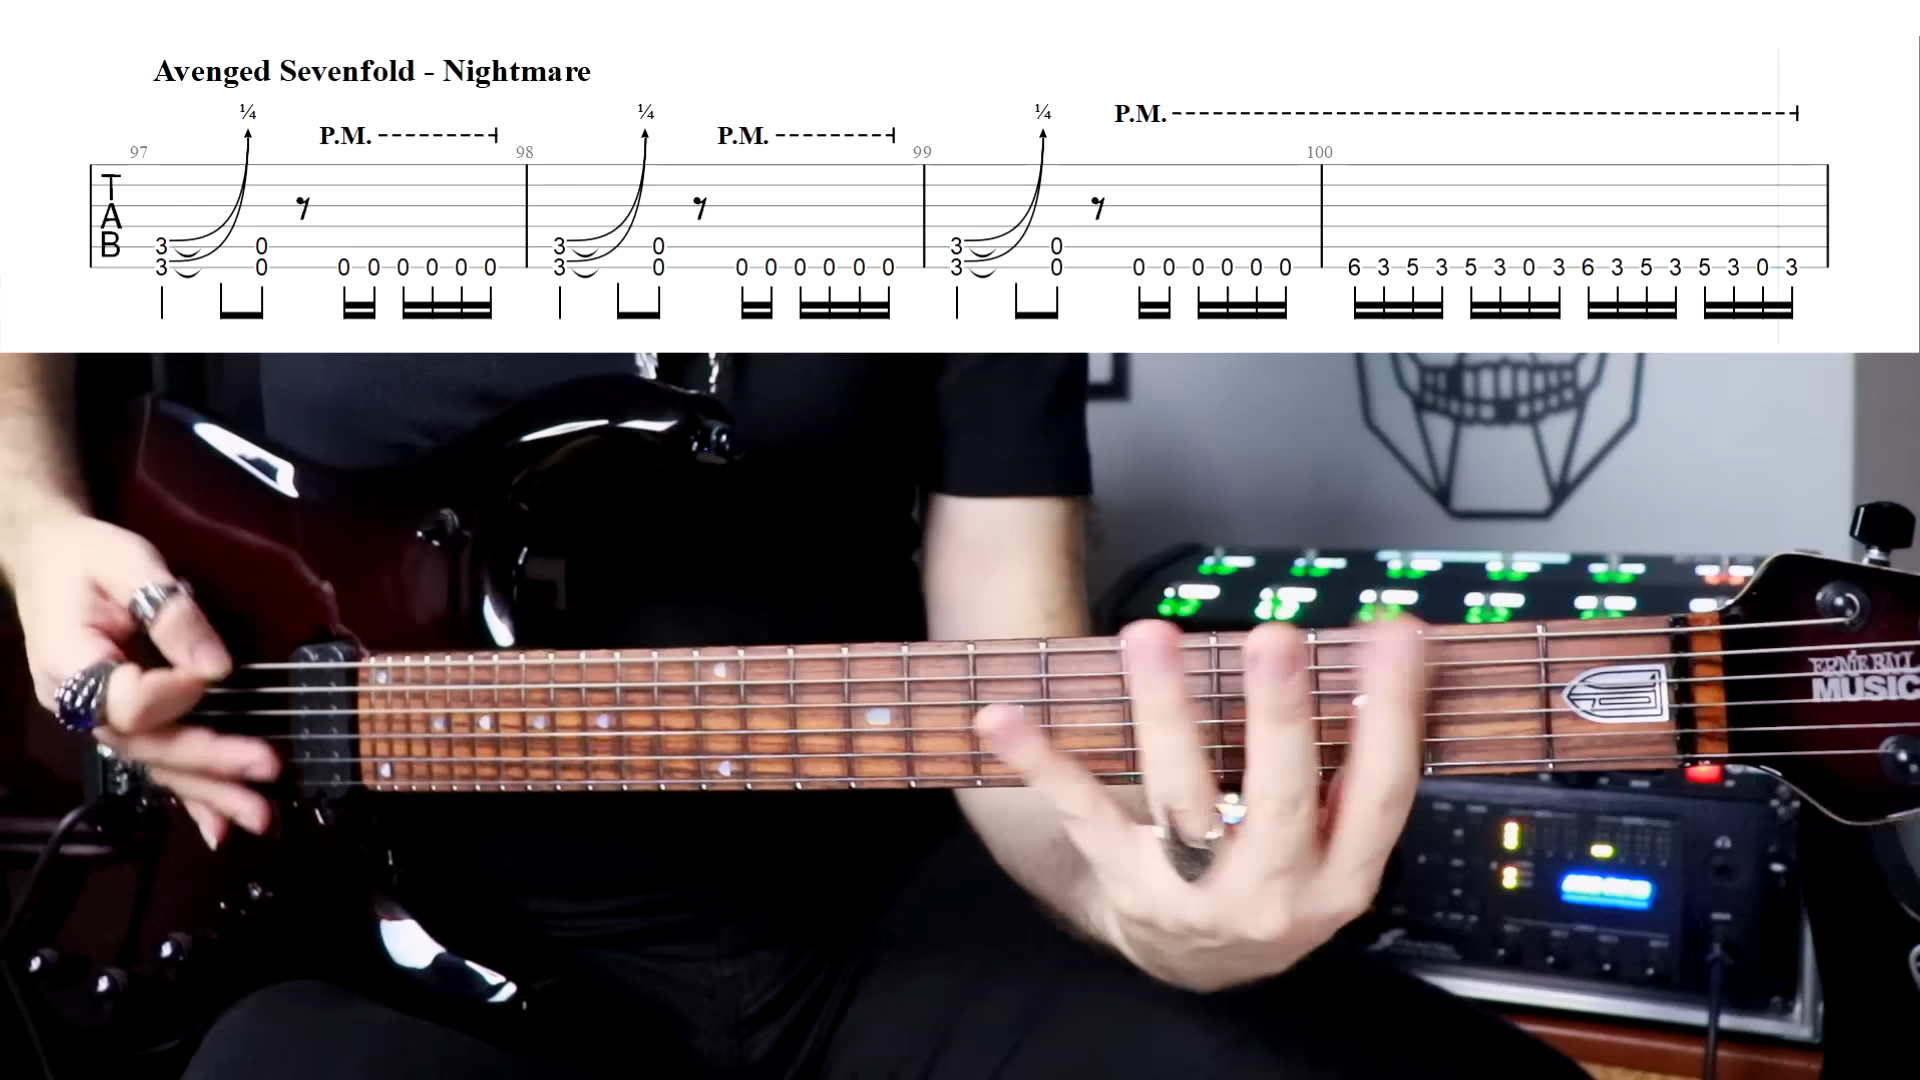 Avenged Sevenfold - Nightmare
¼ ¼ ¼ P.M.
P.M. P.M.
97 98 99 100
T
A
B
3 0 3 0 3 0
3 0 0 0 0 0 0 0 3 0 0 0 0 0 0 0 3 0 0 0 0 0 0 0 6 3 5 3 5 3 0 3 6 3 5 3 5 3 0 3
ERNIE BALL
MUSIC